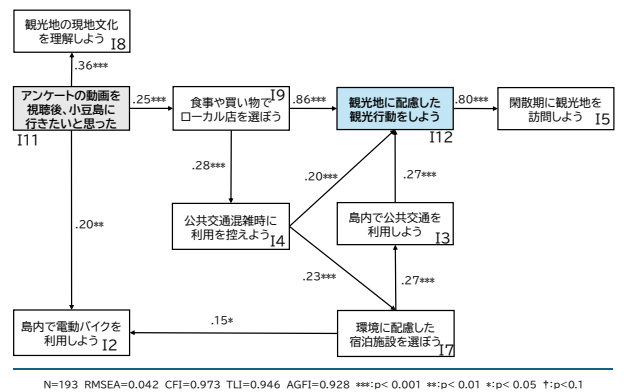 観光地の現地文化
を理解しよう I8
.36***
アンケートの動画を
視聴後、小豆島に
行きたいと思った
I11
.25***
食事や買い物で
ローカル店を選ぼう
I9
.86***
観光地に配慮した
観光行動をしよう
I12
.80***
閑散期に観光地を
訪問しよう I5
.28***
.20***
.27***
.20**
公共交通混雑時に
利用を控えよう I4
島内で公共交通を
利用しよう I3
.23***
.27***
島内で電動バイクを
利用しよう I2
.15*
環境に配慮した
宿泊施設を選ぼう I7
N=193 RMSEA=0.042 CFI=0.973 TLI=0.946 AGFI=0.928 ***:p< 0.001 **:p< 0.01 *:p< 0.05 †:p<0.1